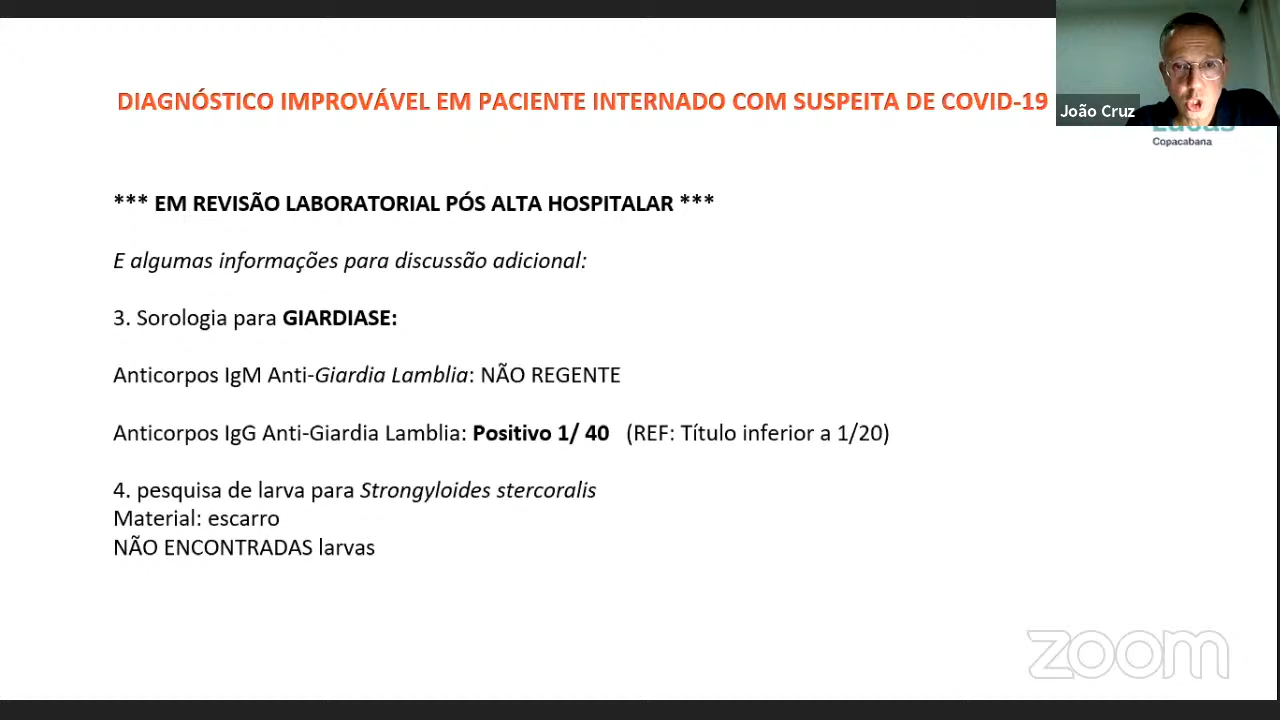 DIAGNÓSTICO IMPROVÁVEL EM PACIENTE INTERNADO COM SUSPEITA DE COVID-19
João Cruz
Copacabana
*** EM REVISÃO LABORATORIAL PÓS ALTA HOSPITALAR ***
E algumas informações para discussão adicional:
3. Sorologia para GIARDIASE:
Anticorpos IgM Anti-Giardia Lamblia: NÃO REGENTE
Anticorpos IgG Anti-Giardia Lamblia: Positivo 1/ 40 (REF: Título inferior a 1/20)
4. pesquisa de larva para Strongyloides stercoralis
Material: escarro
NÃO ENCONTRADAS larvas
zoom